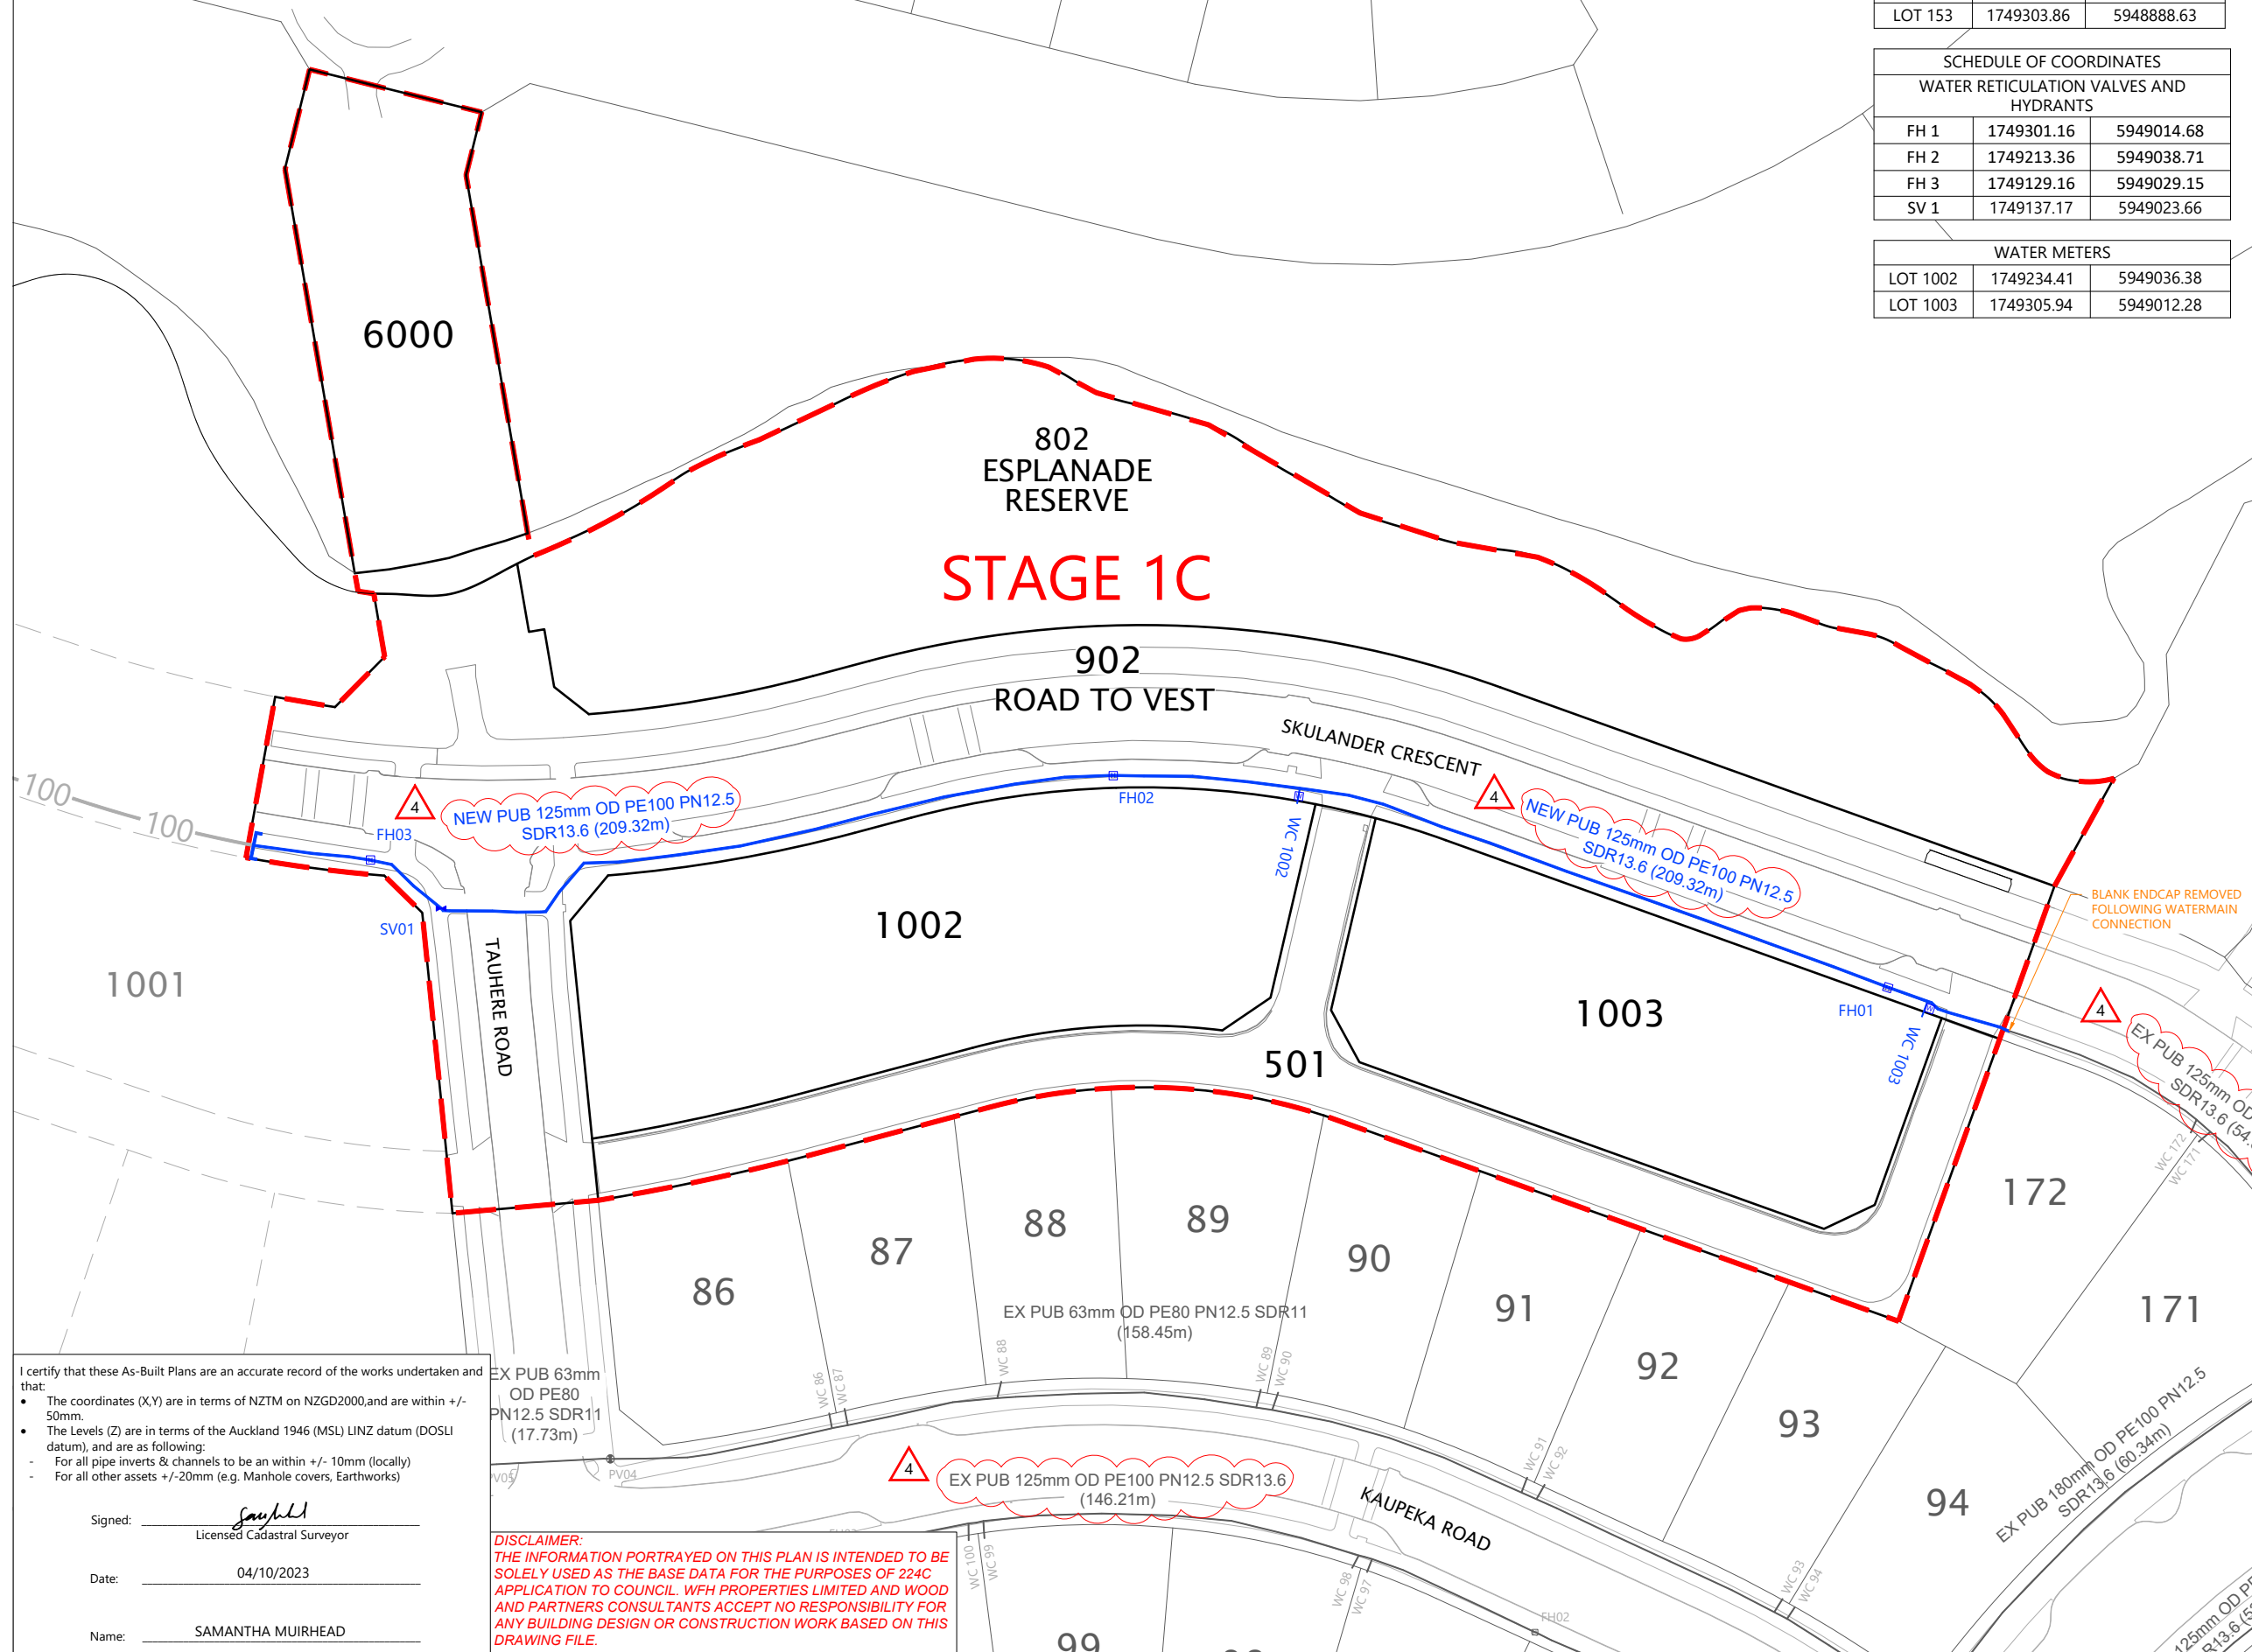 LOT 153 1749303.86 5948888.63
SCHEDULE OF COORDINATES
WATER RETICULATION VALVES AND
HYDRANTS
FH 1 1749301.16 5949014.68
FH 2 1749213.36 5949038.71
FH 3 1749129.16 5949029.15
SV 1 1749137.17 5949023.66
WATER METERS
LOT 1002 1749234.41 5949036.38
LOT 1003 1749305.94 5949012.28
6000
802
ESPLANADE
RESERVE
STAGE 1C
902
ROAD TO VEST
SKULANDER CRESCENT
100
100
4
NEW PUB 125mm OD PE100 PN12.5
SDR13.6 (209.32m)
FH03
FH02
4
NEW PUB 125mm OD PE100 PN12.5
SDR13.6 (209.32m)
WC 1002
SV01
1001
TAUHERE ROAD
1002
1003
FH01
WC 1003
BLANK ENDCAP REMOVED
FOLLOWING WATERMAIN
CONNECTION
4
EX PUB 125mm OD
SDR13.6 (54.
501
WC 172
WC 171
172
171
86
87
88
89
90
91
92
93
94
EX PUB 63mm OD PE80 PN12.5 SDR11
(158.45m)
WC 86
WC 87
WC 88
WC 89
WC 90
WC 91
WC 92
WC 93
WC 94
EX PUB 63mm
OD PE80
PN12.5 SDR11
(17.73m)
PV04
4
EX PUB 125mm OD PE100 PN12.5 SDR13.6
(146.21m)
KAUPEKA ROAD
EX PUB 180mm OD PE100 PN12.5
SDR13.6 (60.34m)
WC 100
WC 99
WC 98
WC 97
FH02
99
I certify that these As-Built Plans are an accurate record of the works undertaken and
that:
• The coordinates (X,Y) are in terms of NZTM on NZGD2000,and are within +/-
50mm.
• The Levels (Z) are in terms of the Auckland 1946 (MSL) LINZ datum (DOSLI
datum), and are as following:
- For all pipe inverts & channels to be an within +/- 10mm (locally)
- For all other assets +/-20mm (e.g. Manhole covers, Earthworks)
Signed:
Licensed Cadastral Surveyor
Date: 04/10/2023
Name: SAMANTHA MUIRHEAD
DISCLAIMER:
THE INFORMATION PORTRAYED ON THIS PLAN IS INTENDED TO BE
SOLELY USED AS THE BASE DATA FOR THE PURPOSES OF 224C
APPLICATION TO COUNCIL. WFH PROPERTIES LIMITED AND WOOD
AND PARTNERS CONSULTANTS ACCEPT NO RESPONSIBILITY FOR
ANY BUILDING DESIGN OR CONSTRUCTION WORK BASED ON THIS
DRAWING FILE.